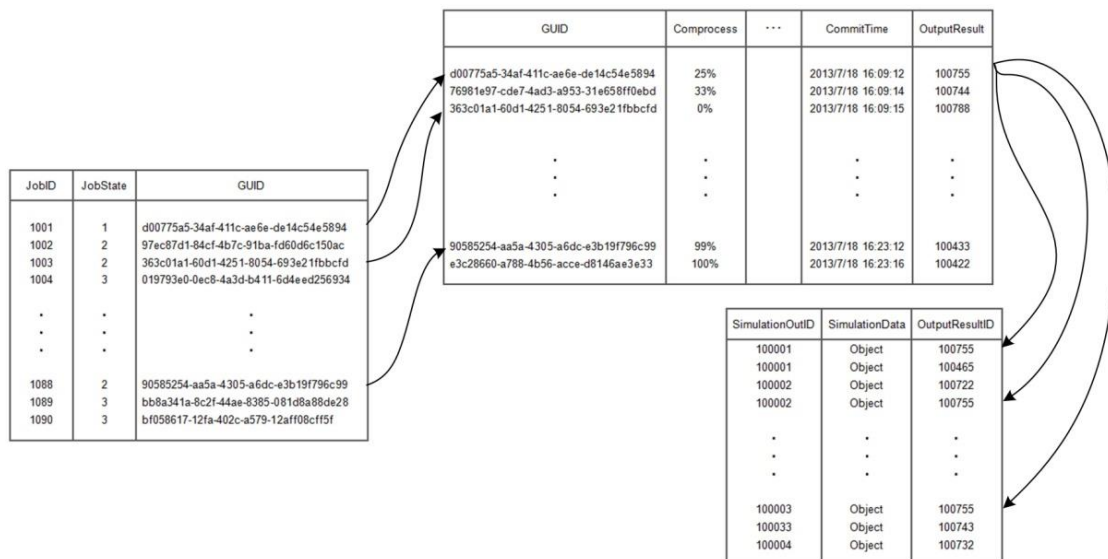 GUID Comprocess ... CommitTime OutputResult
d00775a5-34af-411c-ae6e-de14c54e5894 25% 2013/7/18 16:09:12 100755
76981e97-cde7-4ad3-a953-31e658ff0ebd 33% 2013/7/18 16:09:14 100744
363c01a1-60d1-4251-8054-693e21fbbcfd 0% 2013/7/18 16:09:15 100788
90585254-aa5a-4305-a6dc-e3b19f796c99 99% 2013/7/18 16:23:12 100433
e3c28660-a788-4b56-acce-d8146ae3e33 100% 2013/7/18 16:23:16 100422
JobID JobState GUID
1001 1 d00775a5-34af-411c-ae6e-de14c54e5894
1002 2 97ec87d1-84cf-4b7c-91ba-fd60d6c150ac
1003 2 363c01a1-60d1-4251-8054-693e21fbbcfd
1004 3 019793e0-0ec8-4a3d-b411-6d4eed256934
1088 2 90585254-aa5a-4305-a6dc-e3b19f796c99
1089 3 bb8a341a-8c2f-44ae-8385-081d8a88de28
1090 3 bf058617-12fa-402c-a579-12aff08cff5f
SimulationOutID SimulationData OutputResultID
100001 Object 100755
100001 Object 100465
100002 Object 100722
100002 Object 100755
100003 Object 100755
100033 Object 100743
100004 Object 100732